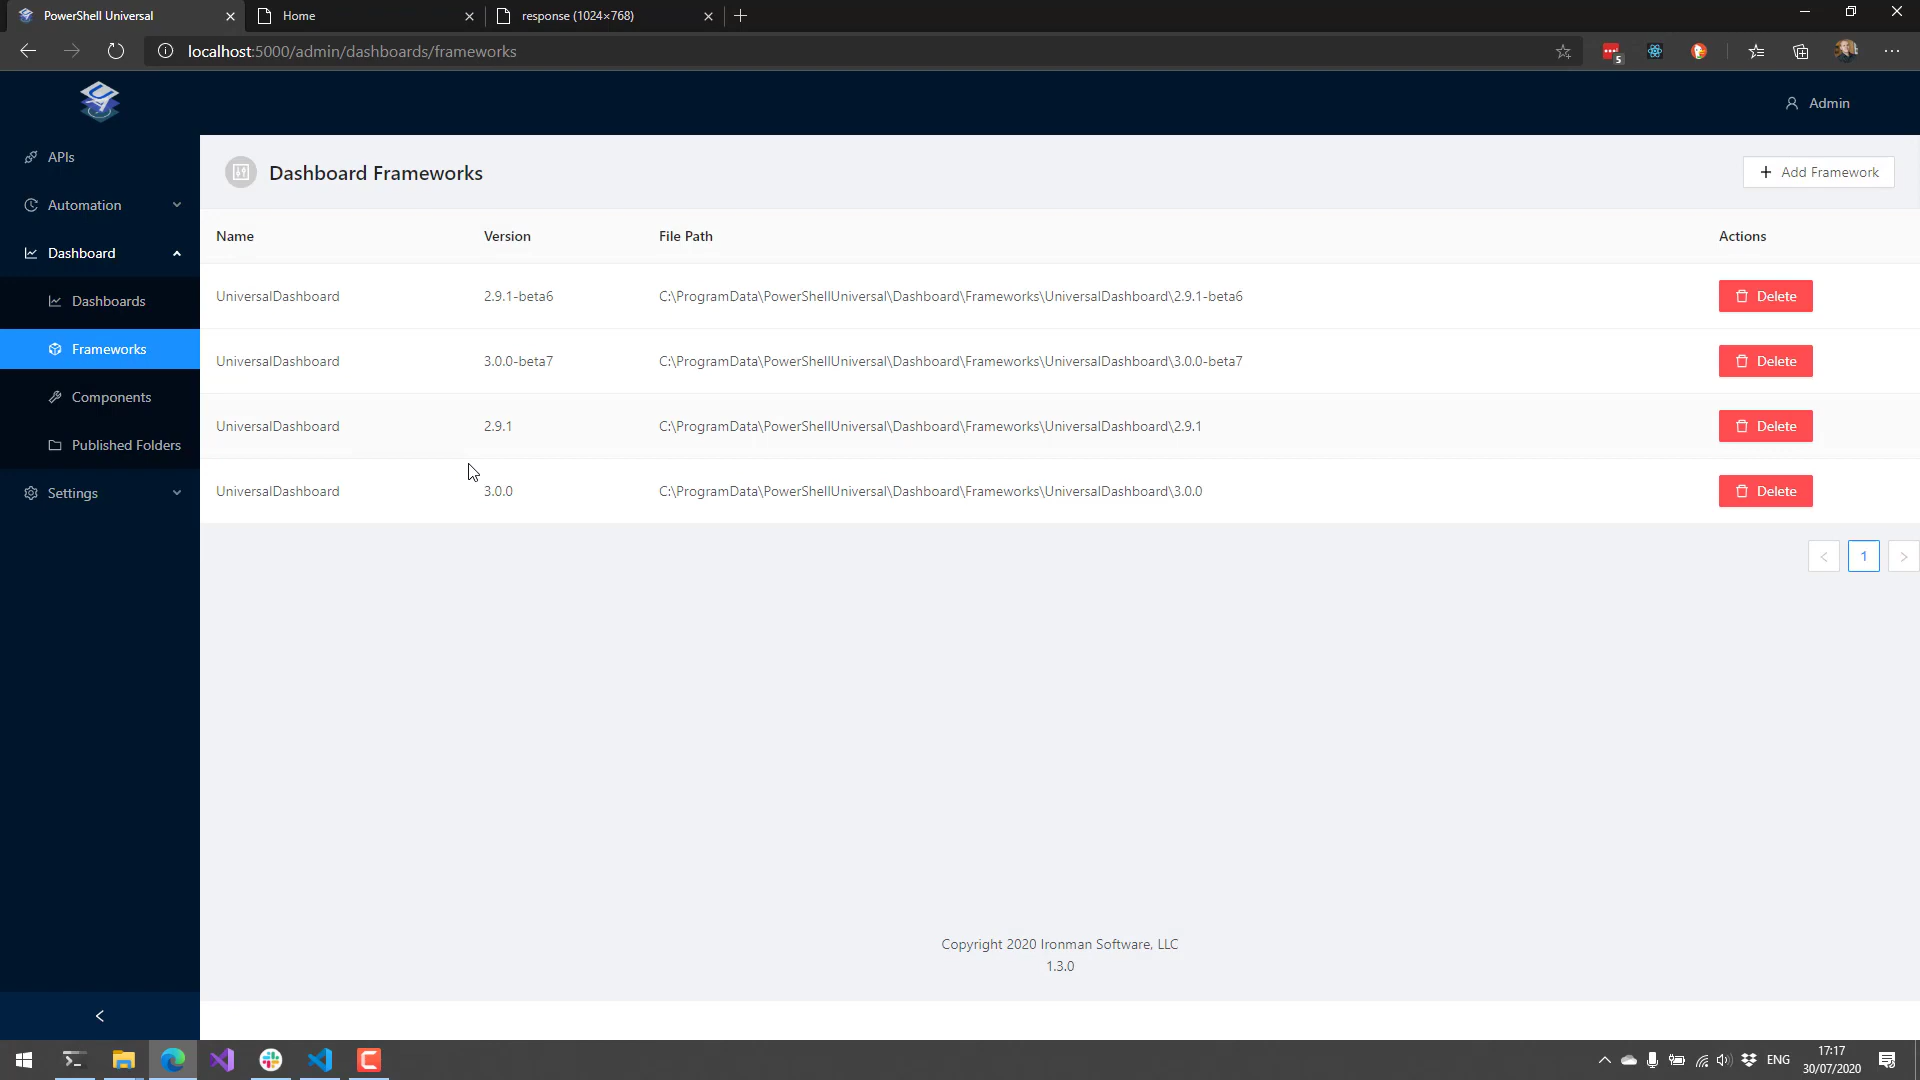 PowerShell Universal
Home
response (1024×768)
localhost:5000/admin/dashboards/frameworks
5
Admin
APIs
Automation
Dashboard
Dashboards
Frameworks
Components
Published Folders
Settings
Dashboard Frameworks
+ Add Framework
Name Version File Path Actions
UniversalDashboard 2.9.1-beta6 C:\ProgramData\PowerShellUniversal\Dashboard\Frameworks\UniversalDashboard\2.9.1-beta6 Delete
UniversalDashboard 3.0.0-beta7 C:\ProgramData\PowerShellUniversal\Dashboard\Frameworks\UniversalDashboard\3.0.0-beta7 Delete
UniversalDashboard 2.9.1 C:\ProgramData\PowerShellUniversal\Dashboard\Frameworks\UniversalDashboard\2.9.1 Delete
UniversalDashboard 3.0.0 C:\ProgramData\PowerShellUniversal\Dashboard\Frameworks\UniversalDashboard\3.0.0 Delete
< 1 >
Copyright 2020 Ironman Software, LLC
1.3.0
ENG
17:17
30/07/2020